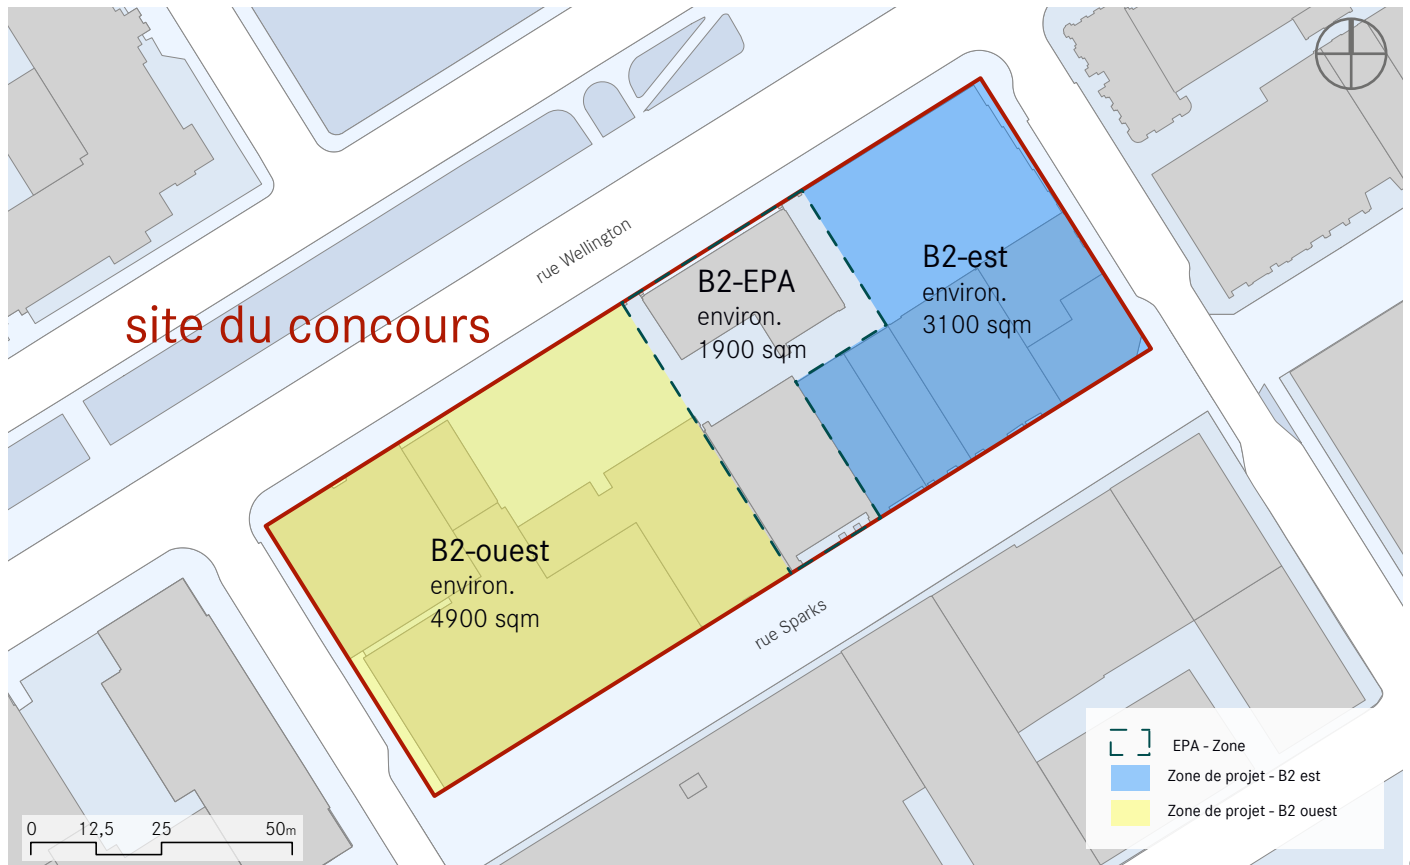 rue Wellington
site du concours
B2-EPA
environ.
1900 sqm
B2-est
environ.
3100 sqm
B2-ouest
environ.
4900 sqm
rue Sparks
EPA - Zone
Zone de projet - B2 est
Zone de projet - B2 ouest
0 12,5 25 50m